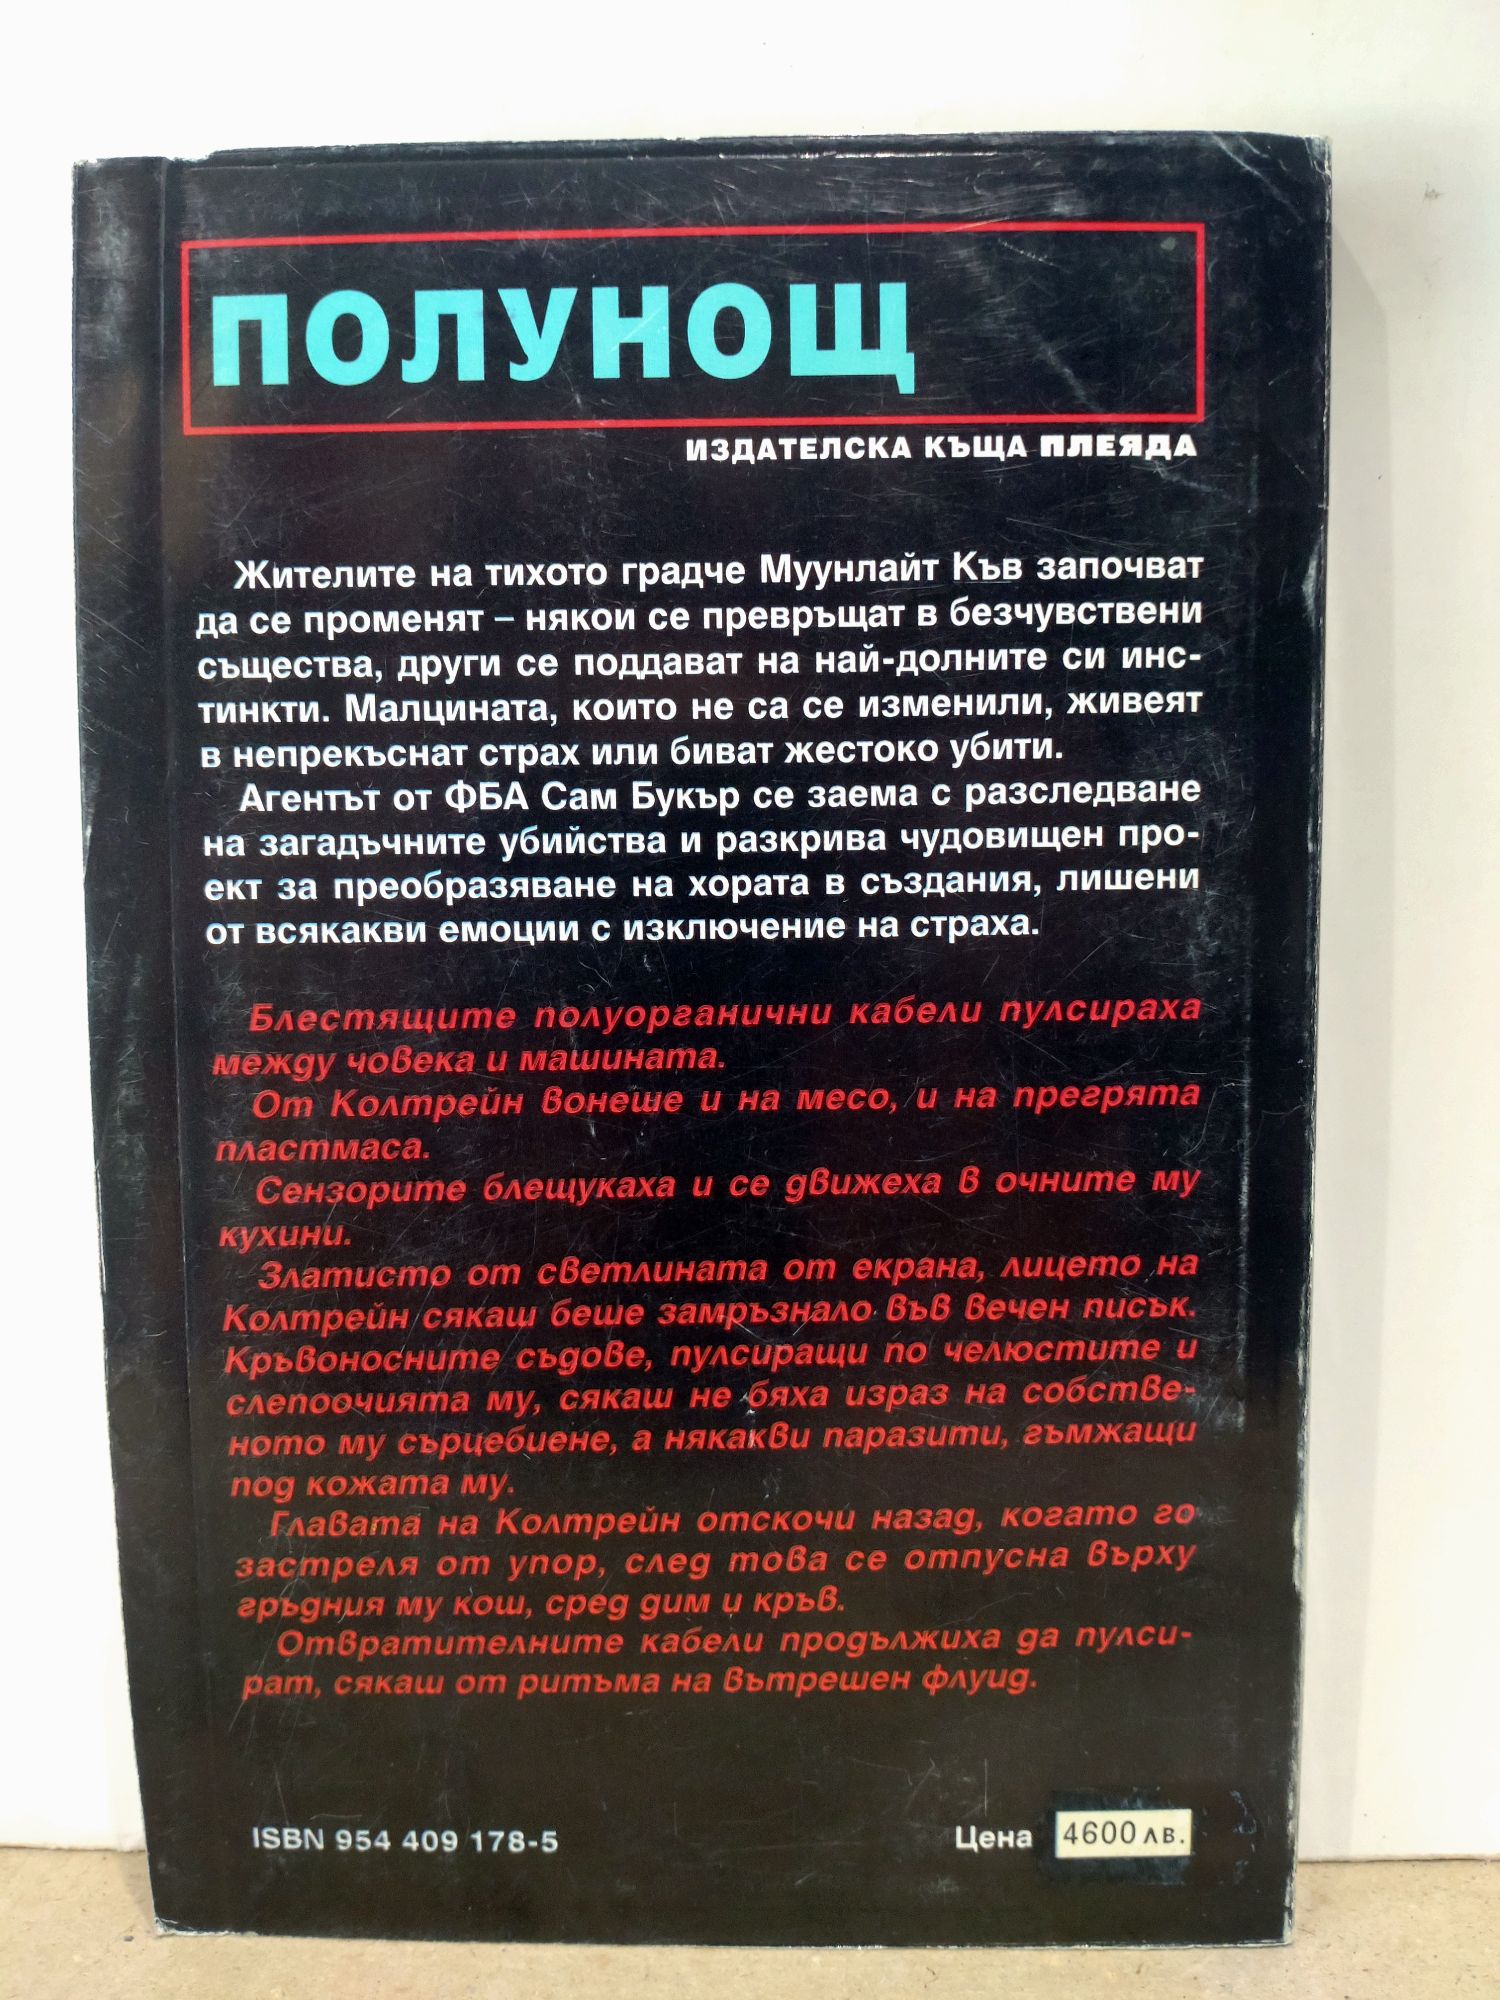 ПОЛУНОЩ
ИЗДАТЕЛСКА КЪЩА ПЛЕЯДА
Жителите на тихото градче Муунлайт Къв започват
да се променят – някои се превръщат в безчувствени
същества, други се поддават на най-долните си инс-
тинкти. Малцината, които не са се изменили, живеят
в непрекъснат страх или биват жестоко убити.
Агентът от ФБА Сам Букър се заема с разследване
на загадъчните убийства и разкрива чудовищен про-
ект за преобразяване на хората в създания, лишени
от всякакви емоции с изключение на страха.
Блестящите полуорганични кабели пулсираха
между човека и машината.
От Колтрейн вонеше и на месо, и на прегрята
пластмаса.
Сензорите блещукаха и се движеха в очните му
кухини.
Златисто от светлината от екрана, лицето на
Колтрейн сякаш беше замръзнало във вечен писък.
Кръвоносните съдове, пулсиращи по челюстите и
слепоочията му, сякаш не бяха израз на собстве-
ното му сърцебиене, а някакви паразити, гъмжащи
под кожата му.
Главата на Колтрейн отскочи назад, когато го
застреля от упор, след това се отпусна върху
гръдния му кош, сред дим и кръв.
Отвратителните кабели продължиха да пулси-
рат, сякаш от ритъма на вътрешен флуид.
ISBN 954 409 178-5
Цена 4600 лв.